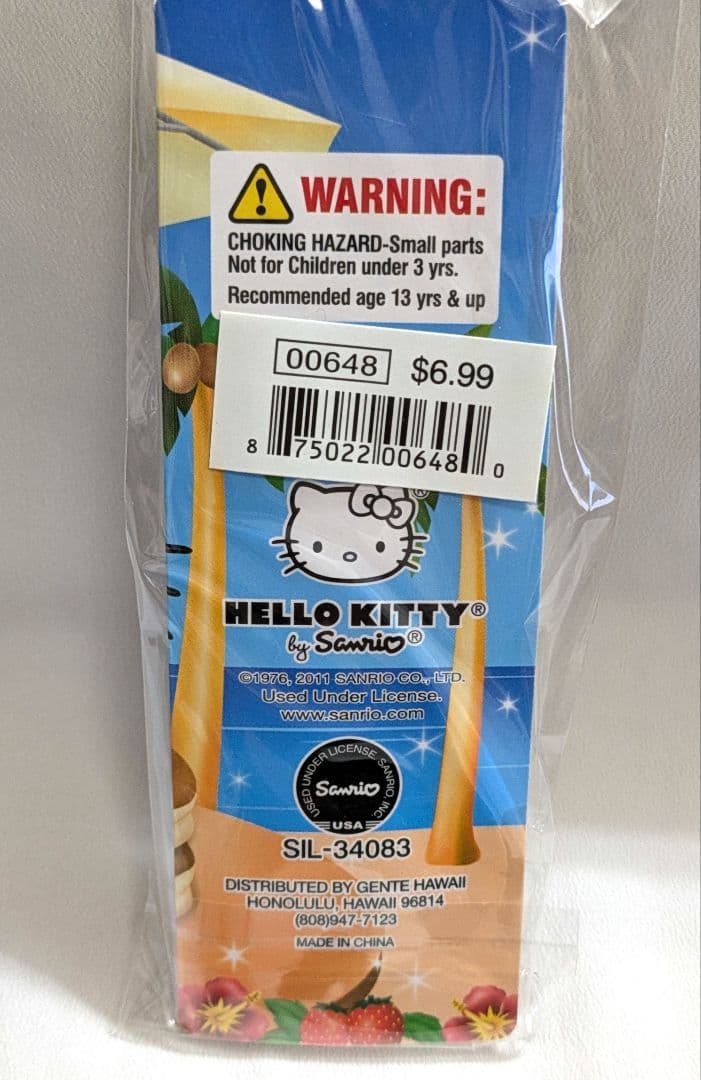 WARNING:
CHOKING HAZARD-Small parts
Not for Children under 3 yrs.
Recommended age 13 yrs & up
00648 $6.99
8 75022 00648 0
HELLO KITTY®
by Sanrio®
©1976, 2011 SANRIO CO., LTD.
Used Under License.
www.sanrio.com
USED UNDER LICENSE SANRIO, INC.
Sanrio
USA
SIL-34083
DISTRIBUTED BY GENTE HAWAII
HONOLULU, HAWAII 96814
(808)947-7123
MADE IN CHINA